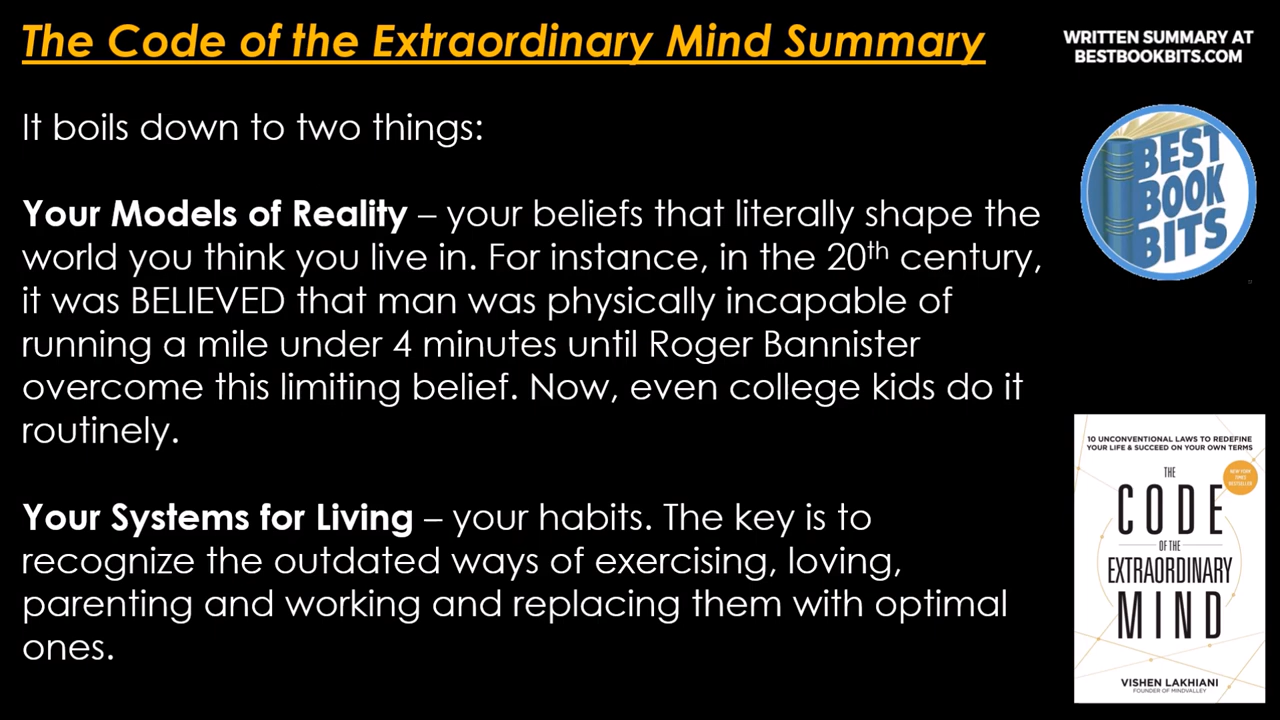 The Code of the Extraordinary Mind Summary
WRITTEN SUMMARY AT
BESTBOOKBITS.COM
It boils down to two things:
Your Models of Reality – your beliefs that literally shape the
world you think you live in. For instance, in the 20th century,
it was BELIEVED that man was physically incapable of
running a mile under 4 minutes until Roger Bannister
overcome this limiting belief. Now, even college kids do it
routinely.
Your Systems for Living – your habits. The key is to
recognize the outdated ways of exercising, loving,
parenting and working and replacing them with optimal
ones.
BEST
BOOK
BITS
10 UNCONVENTIONAL LAWS TO REDEFINE
YOUR LIFE & SUCCEED ON YOUR OWN TERMS
NEW YORK
TIMES
BESTSELLER
THE
CODE
OF THE
EXTRAORDINARY
MIND
VISHEN LAKHIANI
FOUNDER OF MINDVALLEY